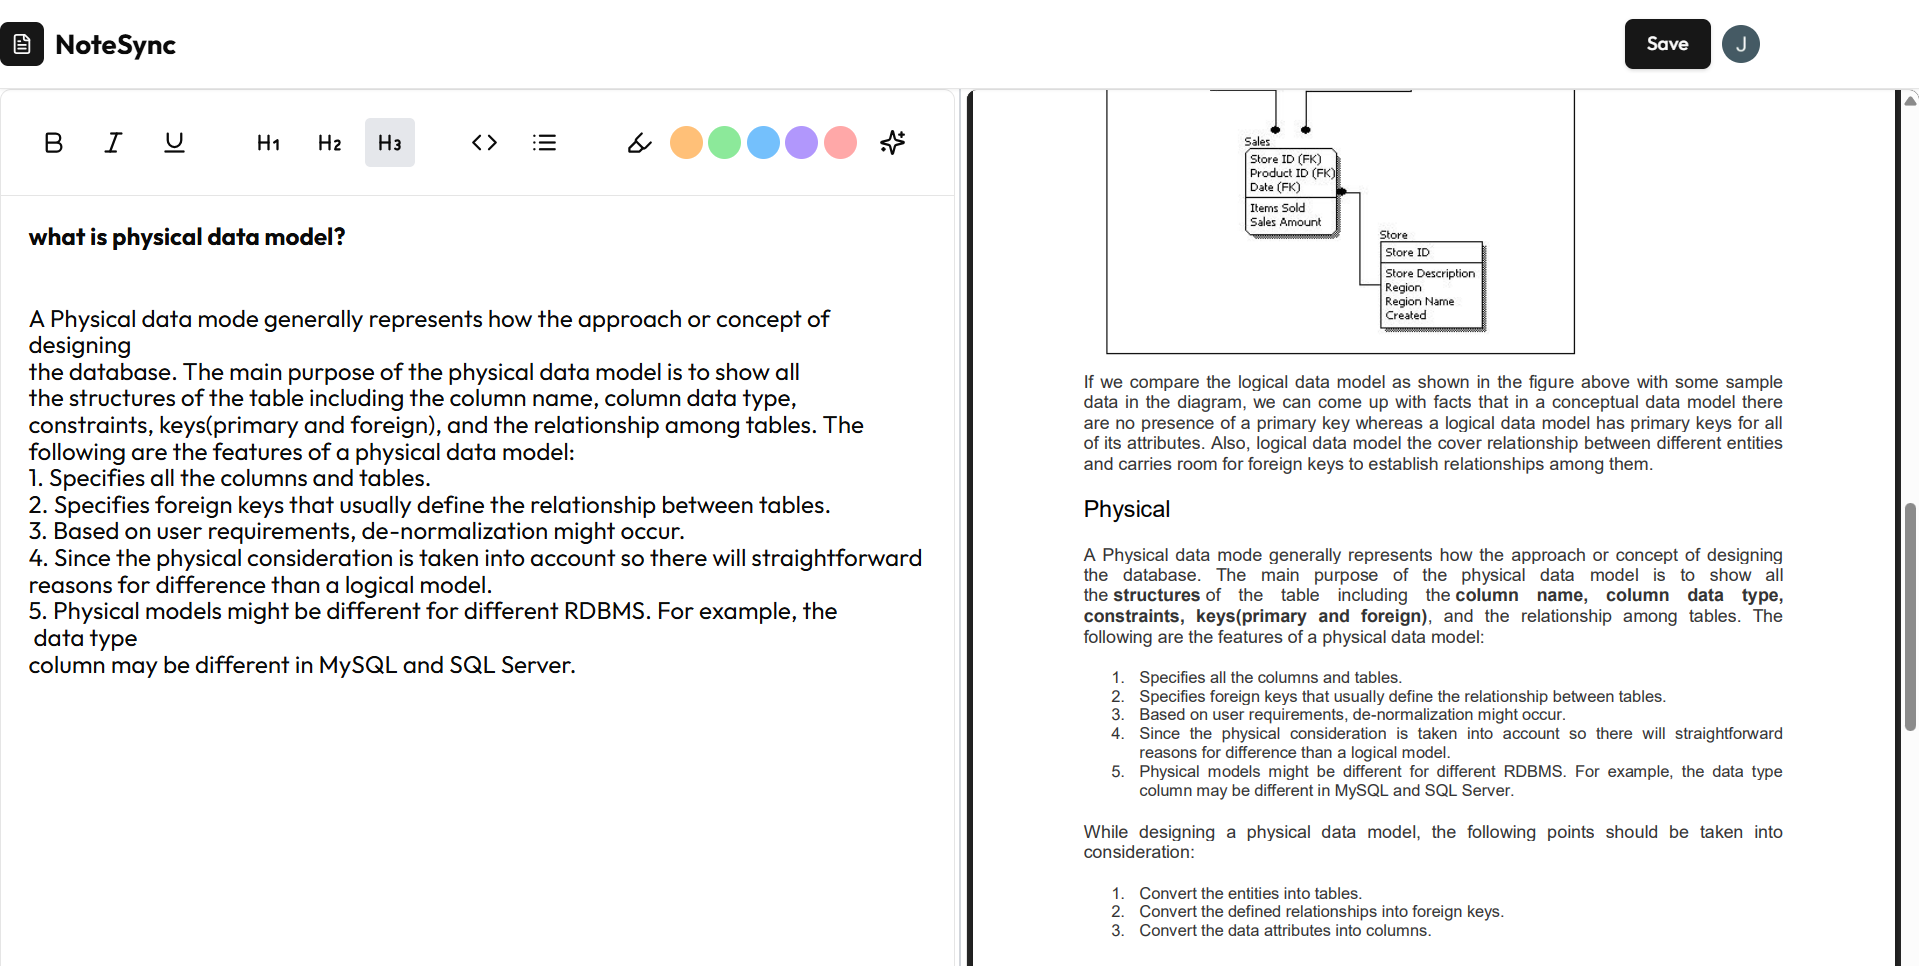 NoteSync
Save
J
B
I
U
H1
H2
H3
what is physical data model?
A Physical data mode generally represents how the approach or concept of
designing
the database. The main purpose of the physical data model is to show all
the structures of the table including the column name, column data type,
constraints, keys(primary and foreign), and the relationship among tables. The
following are the features of a physical data model:
1. Specifies all the columns and tables.
2. Specifies foreign keys that usually define the relationship between tables.
3. Based on user requirements, de-normalization might occur.
4. Since the physical consideration is taken into account so there will straightforward
reasons for difference than a logical model.
5. Physical models might be different for different RDBMS. For example, the
data type
column may be different in MySQL and SQL Server.
Sales
Store ID (FK)
Product ID (FK)
Date (FK)
Items Sold
Sales Amount
Store
Store ID
Store Description
Region
Region Name
Created
If we compare the logical data model as shown in the figure above with some sample
data in the diagram, we can come up with facts that in a conceptual data model there
are no presence of a primary key whereas a logical data model has primary keys for all
of its attributes. Also, logical data model the cover relationship between different entities
and carries room for foreign keys to establish relationships among them.
Physical
A Physical data mode generally represents how the approach or concept of designing
the database. The main purpose of the physical data model is to show all
the structures of the table including the column name, column data type,
constraints, keys(primary and foreign), and the relationship among tables. The
following are the features of a physical data model:
1. Specifies all the columns and tables.
2. Specifies foreign keys that usually define the relationship between tables.
3. Based on user requirements, de-normalization might occur.
4. Since the physical consideration is taken into account so there will straightforward
reasons for difference than a logical model.
5. Physical models might be different for different RDBMS. For example, the data type
column may be different in MySQL and SQL Server.
While designing a physical data model, the following points should be taken into
consideration:
1. Convert the entities into tables.
2. Convert the defined relationships into foreign keys.
3. Convert the data attributes into columns.